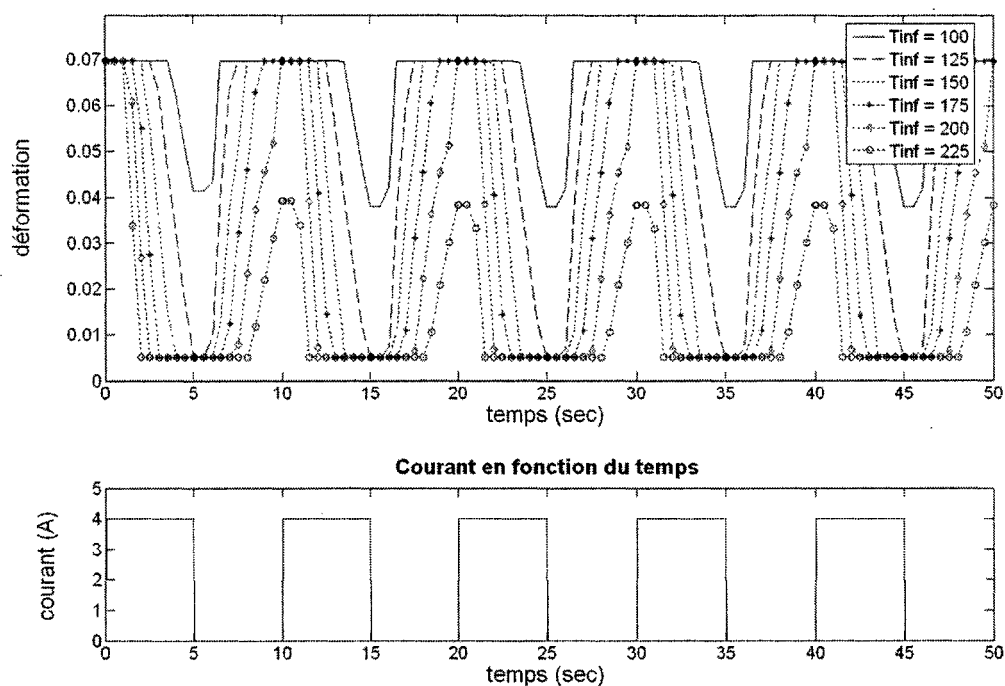 0.07
0.06
0.05
0.04
0.03
0.02
0.01
0
déformation
0 5 10 15 20 25 30 35 40 45 50
temps (sec)
Tinf = 100
Tinf = 125
Tinf = 150
Tinf = 175
Tinf = 200
Tinf = 225
Courant en fonction du temps
5
4
3
2
1
0
courant (A)
0 5 10 15 20 25 30 35 40 45 50
temps (sec)